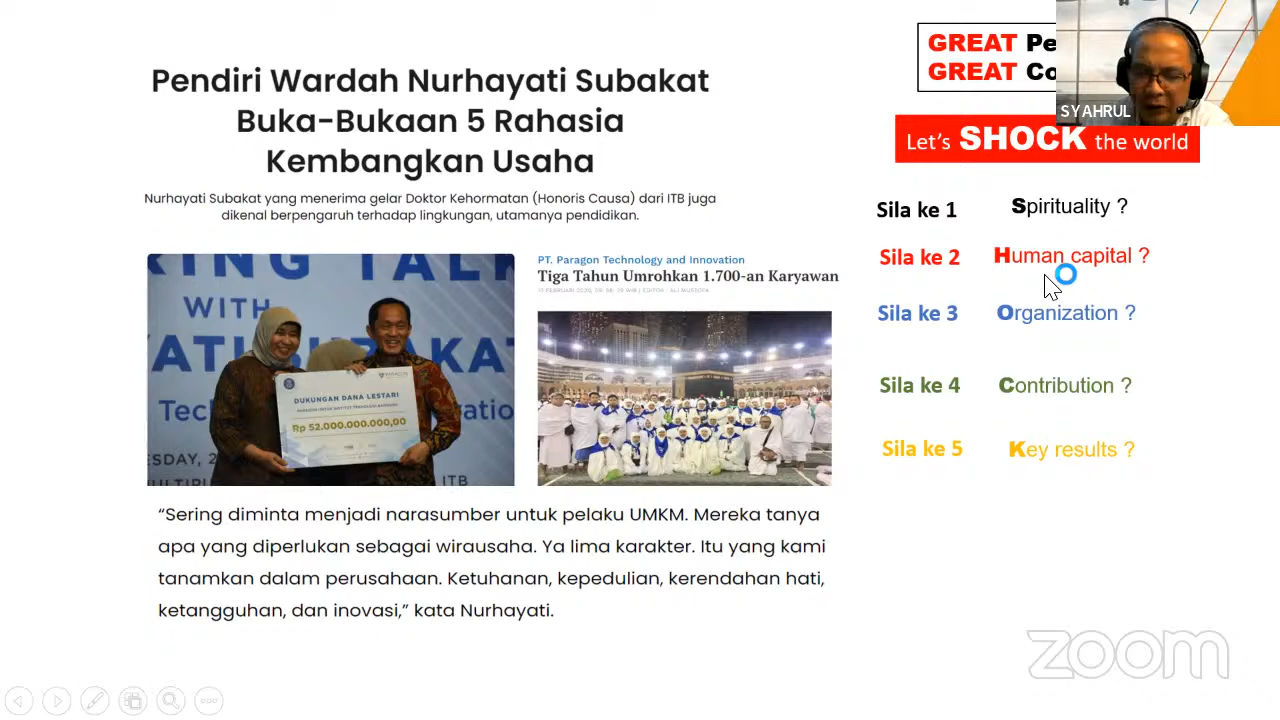 Pendiri Wardah Nurhayati Subakat
Buka-Bukaan 5 Rahasia
Kembangkan Usaha
Nurhayati Subakat yang menerima gelar Doktor Kehormatan (Honoris Causa) dari ITB juga
dikenal berpengaruh terhadap lingkungan, utamanya pendidikan.
RING TAL
WITH
YATI SUBAKAT
Tec
ration
ESDAY, 2
ITB
DUKUNGAN DANA LESTARI
Rp 52.000.000.000,00
PT. Paragon Technology and Innovation
Tiga Tahun Umrohkan 1.700-an Karyawan
“Sering diminta menjadi narasumber untuk pelaku UMKM. Mereka tanya
apa yang diperlukan sebagai wirausaha. Ya lima karakter. Itu yang kami
tanamkan dalam perusahaan. Ketuhanan, kepedulian, kerendahan hati,
ketangguhan, dan inovasi,” kata Nurhayati.
GREAT Pe
GREAT Co
SYAHRUL
Let’s SHOCK the world
Sila ke 1 Spirituality ?
Sila ke 2 Human capital ?
Sila ke 3 Organization ?
Sila ke 4 Contribution ?
Sila ke 5 Key results ?
zoom